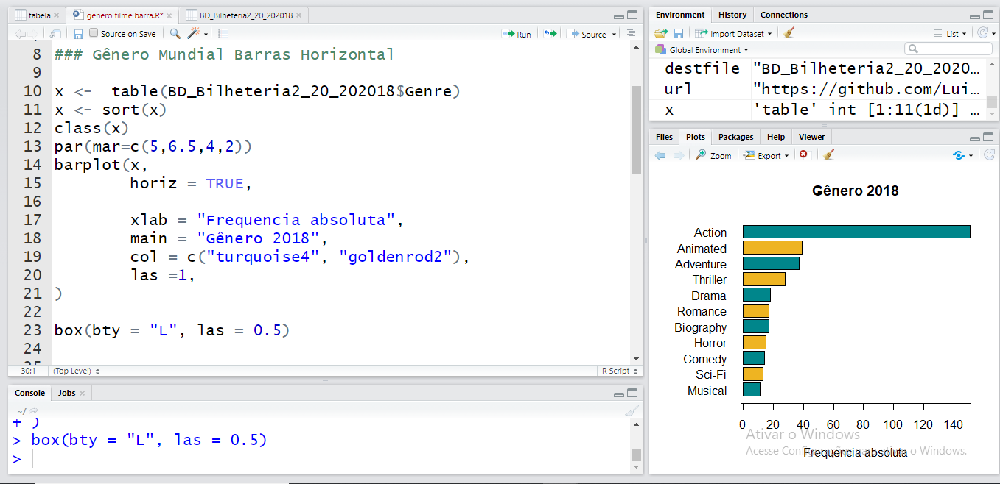 tabela
genero filme barra.R*
BD_Bilheteria2_20_202018
Source on Save
Run
Source
8 ### Gênero Mundial Barras Horizontal
9
10 x <-  table(BD_Bilheteria2_20_202018$Genre)
11 x <- sort(x)
12 class(x)
13 par(mar=c(5,6.5,4,2))
14 barplot(x,
15         horiz = TRUE,
16
17         xlab = "Frequencia absoluta",
18         main = "Gênero 2018",
19         col = c("turquoise4", "goldenrod2"),
20         las =1,
21 )
22
23 box(bty = "L", las = 0.5)
24
30:1
(Top Level)
R Script
Console
Jobs
~/
+ )
> box(bty = "L", las = 0.5)
>
Environment
History
Connections
Import Dataset
List
Global Environment
destfile "BD_Bilheteria2_20_2020…
url "https://github.com/Lui…
x 'table' int [1:11(1d)] …
Files
Plots
Packages
Help
Viewer
Zoom
Export
Gênero 2018
Action
Animated
Adventure
Thriller
Drama
Romance
Biography
Horror
Comedy
Sci-Fi
Musical
0 20 40 60 80 100 120 140
Ativar o Windows
Acesse Configurações para ativar o Windows.
Frequencia absoluta